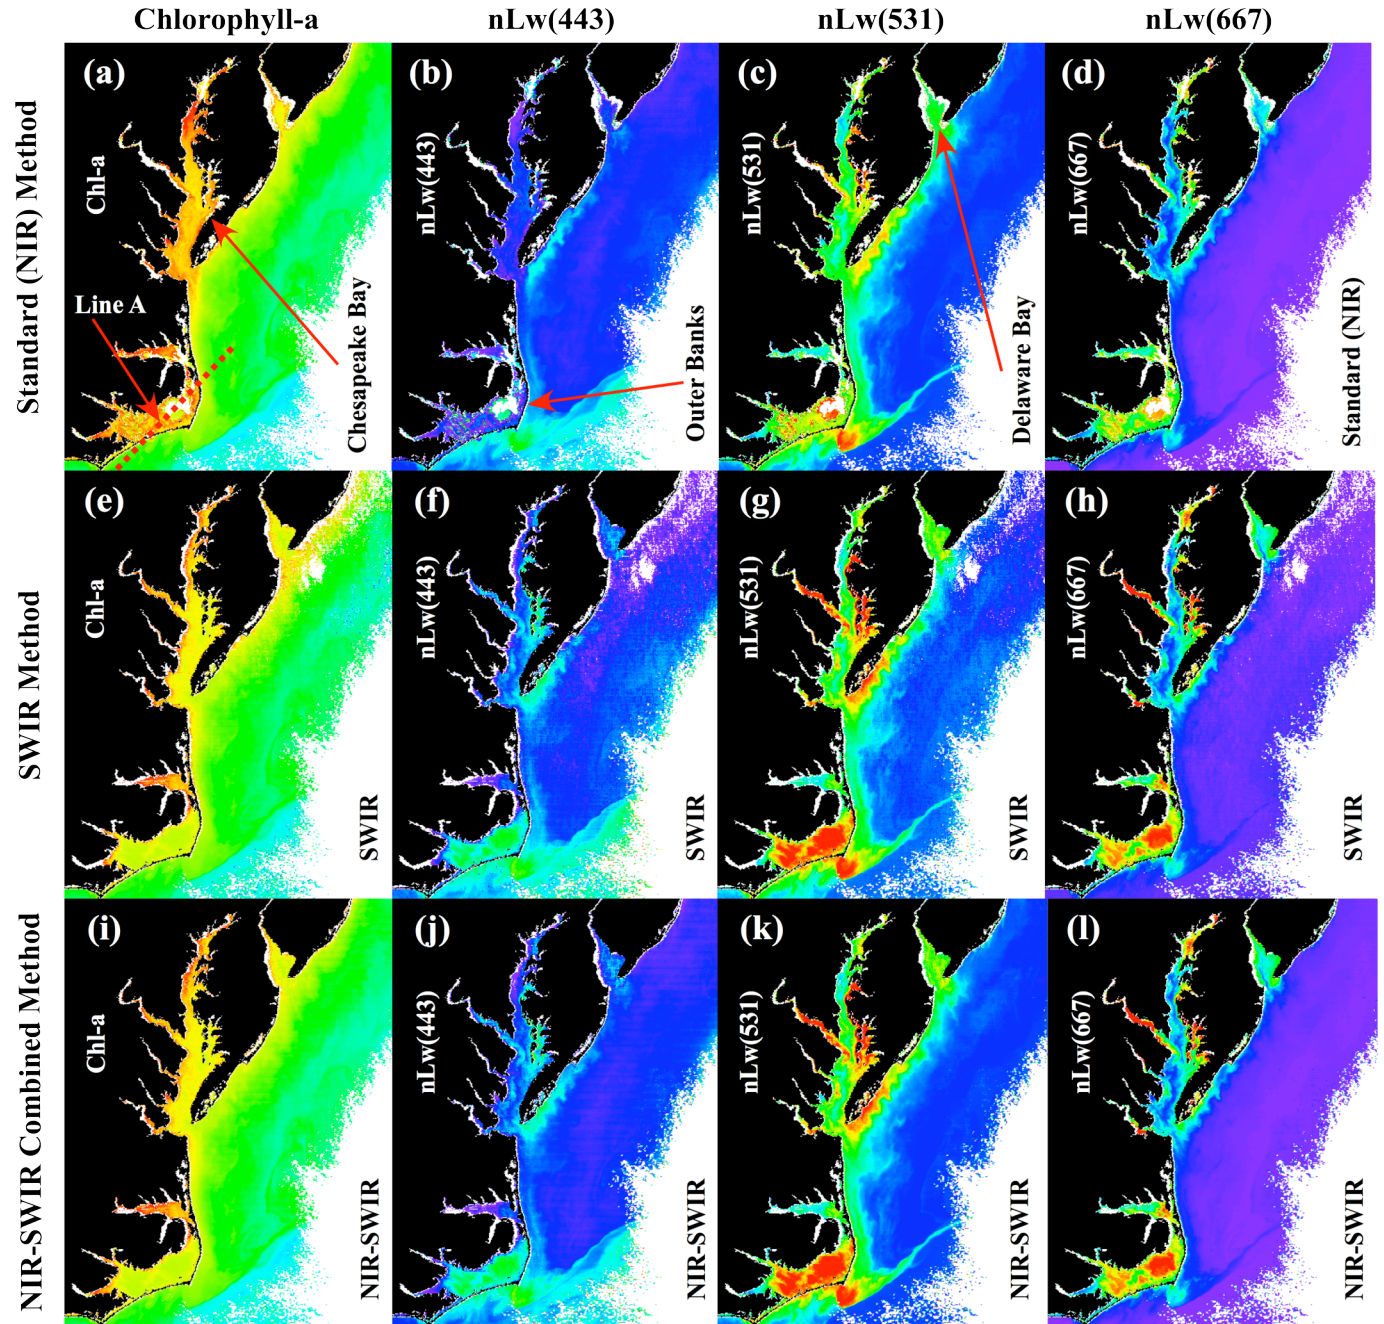 Chlorophyll-a nLw(443) nLw(531) nLw(667)
Standard (NIR) Method
(a)
Chl-a
Line A
Chesapeake Bay
(b)
nLw(443)
Outer Banks
(c)
nLw(531)
Delaware Bay
(d)
nLw(667)
Standard (NIR)
SWIR Method
(e)
Chl-a
SWIR
(f)
nLw(443)
SWIR
(g)
nLw(531)
SWIR
(h)
nLw(667)
SWIR
NIR-SWIR Combined Method
(i)
Chl-a
NIR-SWIR
(j)
nLw(443)
NIR-SWIR
(k)
nLw(531)
NIR-SWIR
(l)
nLw(667)
NIR-SWIR